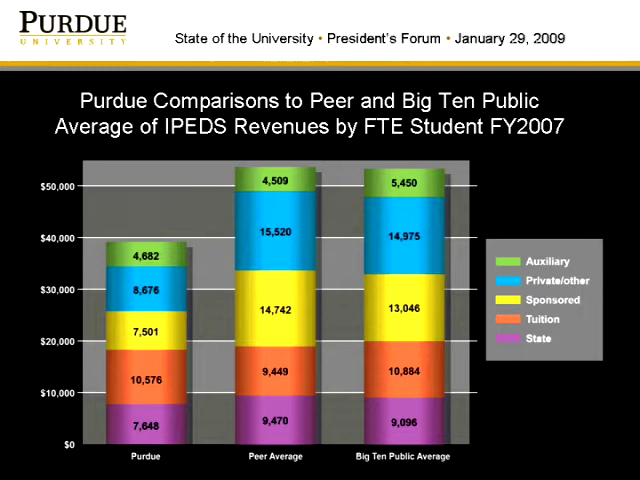 PURDUE
UNIVERSITY
State of the University • President's Forum • January 29, 2009
Purdue Comparisons to Peer and Big Ten Public
Average of IPEDS Revenues by FTE Student FY2007
$50,000
$40,000
$30,000
$20,000
$10,000
$0
4,682
8,676
7,501
10,576
7,648
4,509
15,520
14,742
9,449
9,470
5,450
14,975
13,046
10,884
9,096
Purdue
Peer Average
Big Ten Public Average
Auxiliary
Private/other
Sponsored
Tuition
State